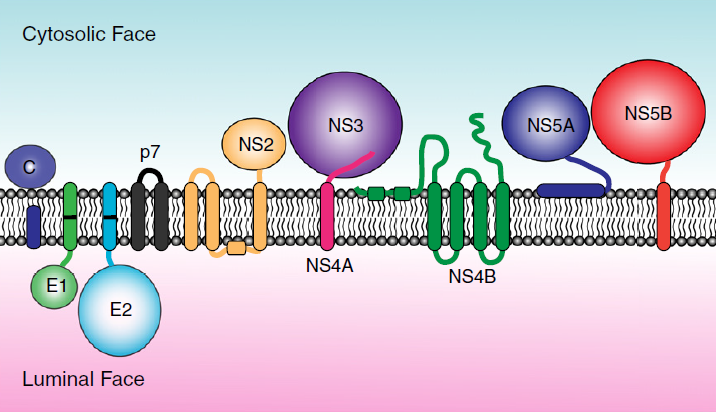 Cytosolic Face
C
p7
NS2
NS3
NS5A
NS5B
NS4A
NS4B
E1
E2
Luminal Face